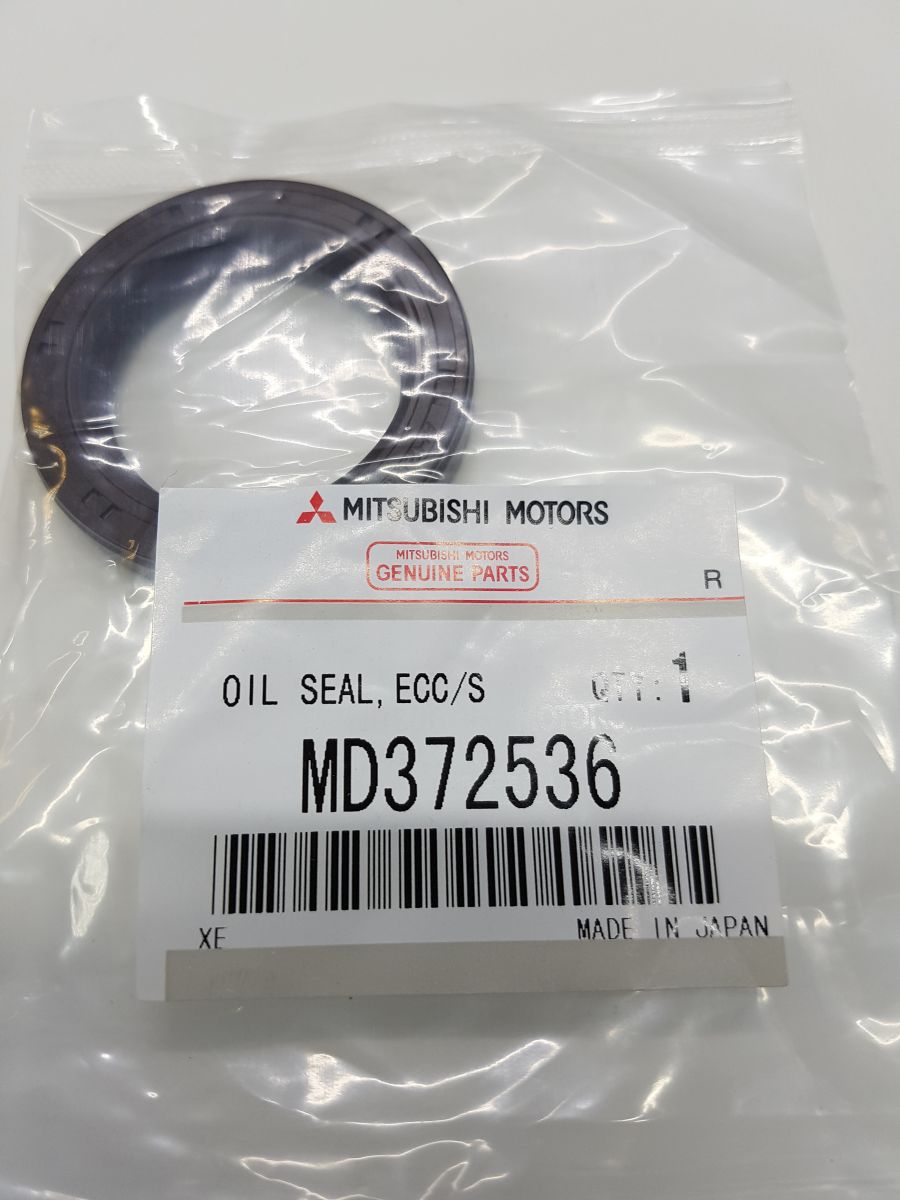 MITSUBISHI MOTORS
MITSUBISHI MOTORS
GENUINE PARTS
R
OIL SEAL, ECC/S QTY: 1
MD372536
XE MADE IN JAPAN